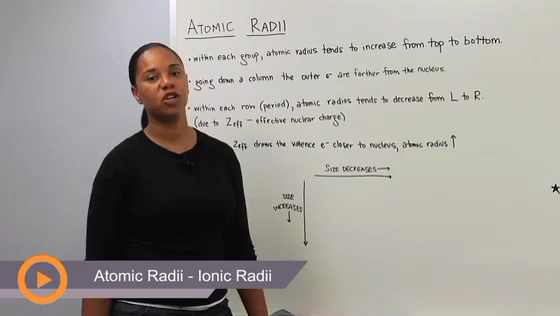 ATOMIC RADII
• within each group, atomic radius tends to increase from top to bottom.
• going down a column the outer e- are farther from the nucleus.
• within each row (period), atomic radius tends to decrease from L to R.
(due to Zeff – effective nuclear charge)
Zeff draws the valence e- closer to nucleus, atomic radius ↑
SIZE DECREASES →
SIZE
INCREASES
↓
Atomic Radii - Ionic Radii